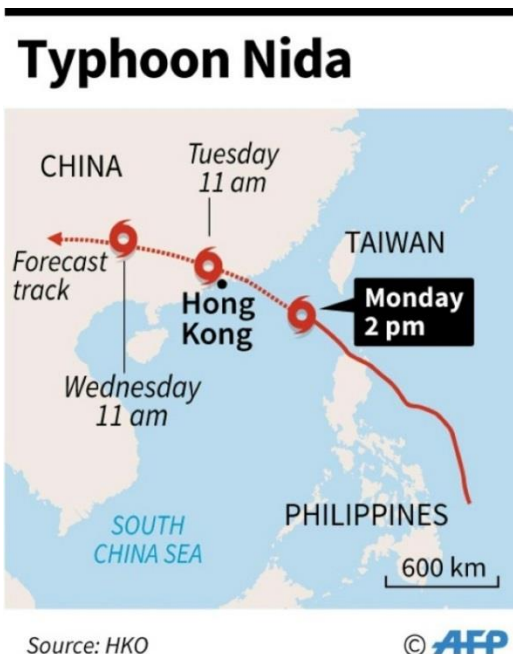 Typhoon Nida
CHINA
Tuesday
11 am
TAIWAN
Forecast
track
Hong
Kong
Monday
2 pm
Wednesday
11 am
PHILIPPINES
SOUTH
CHINA SEA
600 km
Source: HKO
© AFP